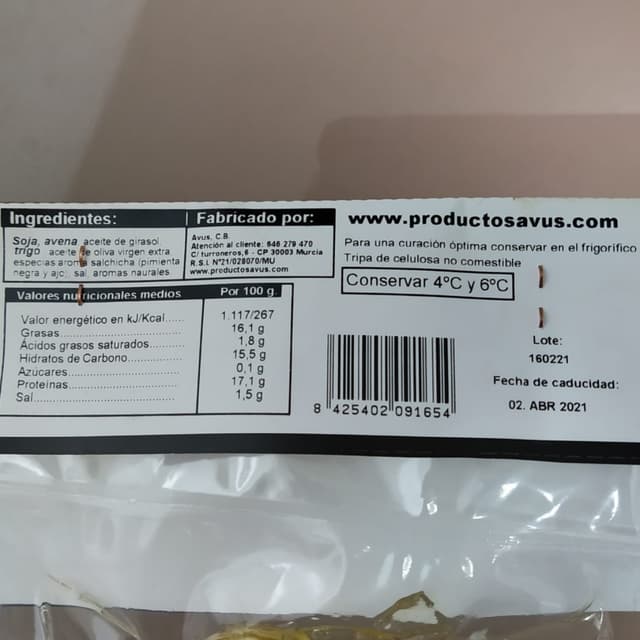 Ingredientes:
Soja, avena aceite de girasol
trigo aceite de oliva virgen extra
especias aroma salchicha (pimienta
negra y ajo) sal aromas naurales
Fabricado por:
Avus, C.B.
Atención al cliente: 646 279 470
C/ turroneros,6 - CP 30003 Murcia
R.S.I. Nº21/028070/MU
www.productosavus.com
Valores nutricionales medios Por 100 g.
Valor energético en kJ/Kcal...... 1.117/267
Grasas........................ 16,1 g
Ácidos grasos saturados......... 1,8 g
Hidratos de Carbono............. 15,5 g
Azúcares........................ 0,1 g
Proteínas....................... 17,1 g
Sal............................. 1,5 g
www.productosavus.com
Para una curación óptima conservar en el frigorífico
Tripa de celulosa no comestible
Conservar 4ºC y 6ºC
8 425402 091654
Lote:
160221
Fecha de caducidad:
02. ABR 2021